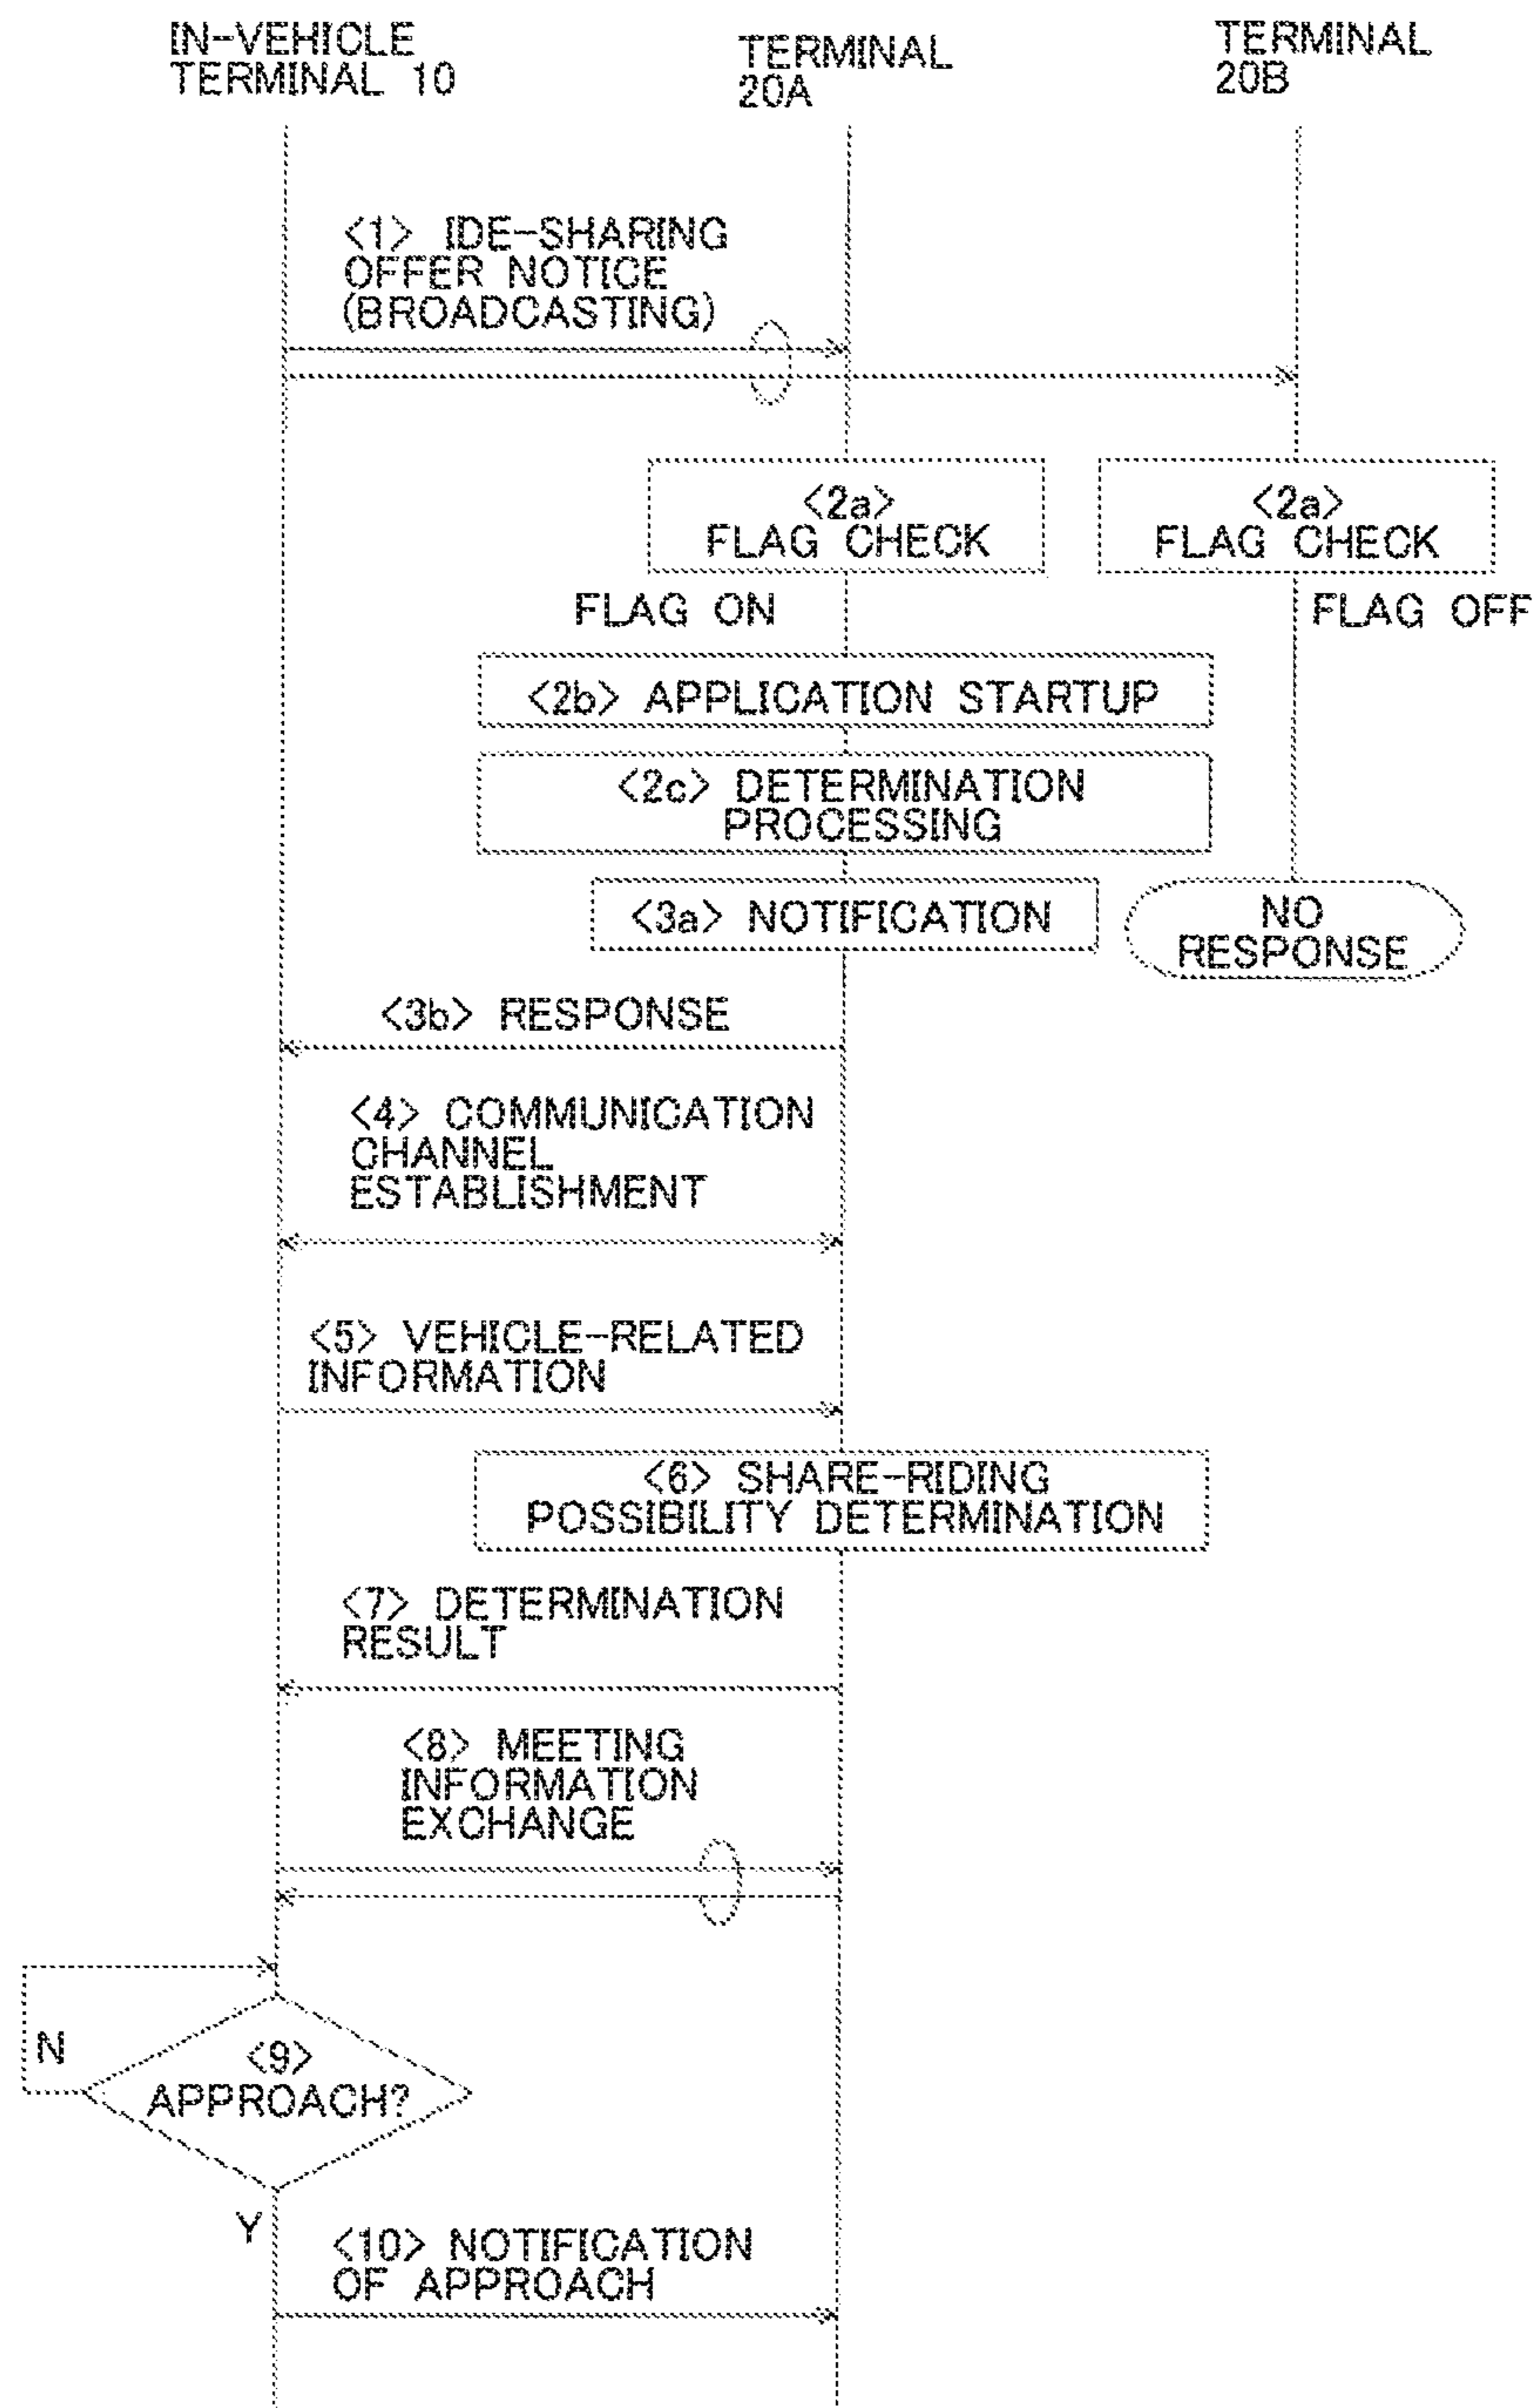 IN-VEHICLE
TERMINAL 10
TERMINAL
20A
TERMINAL
20B
<1> IDE-SHARING
OFFER NOTICE
(BROADCASTING)
<2a>
FLAG CHECK
<2a>
FLAG CHECK
FLAG ON
FLAG OFF
<2b> APPLICATION STARTUP
<2c> DETERMINATION
PROCESSING
<3a> NOTIFICATION
NO
RESPONSE
<3b> RESPONSE
<4> COMMUNICATION
CHANNEL
ESTABLISHMENT
<5> VEHICLE-RELATED
INFORMATION
<6> SHARE-RIDING
POSSIBILITY DETERMINATION
<7> DETERMINATION
RESULT
<8> MEETING
INFORMATION
EXCHANGE
N
<9>
APPROACH?
Y
<10> NOTIFICATION
OF APPROACH